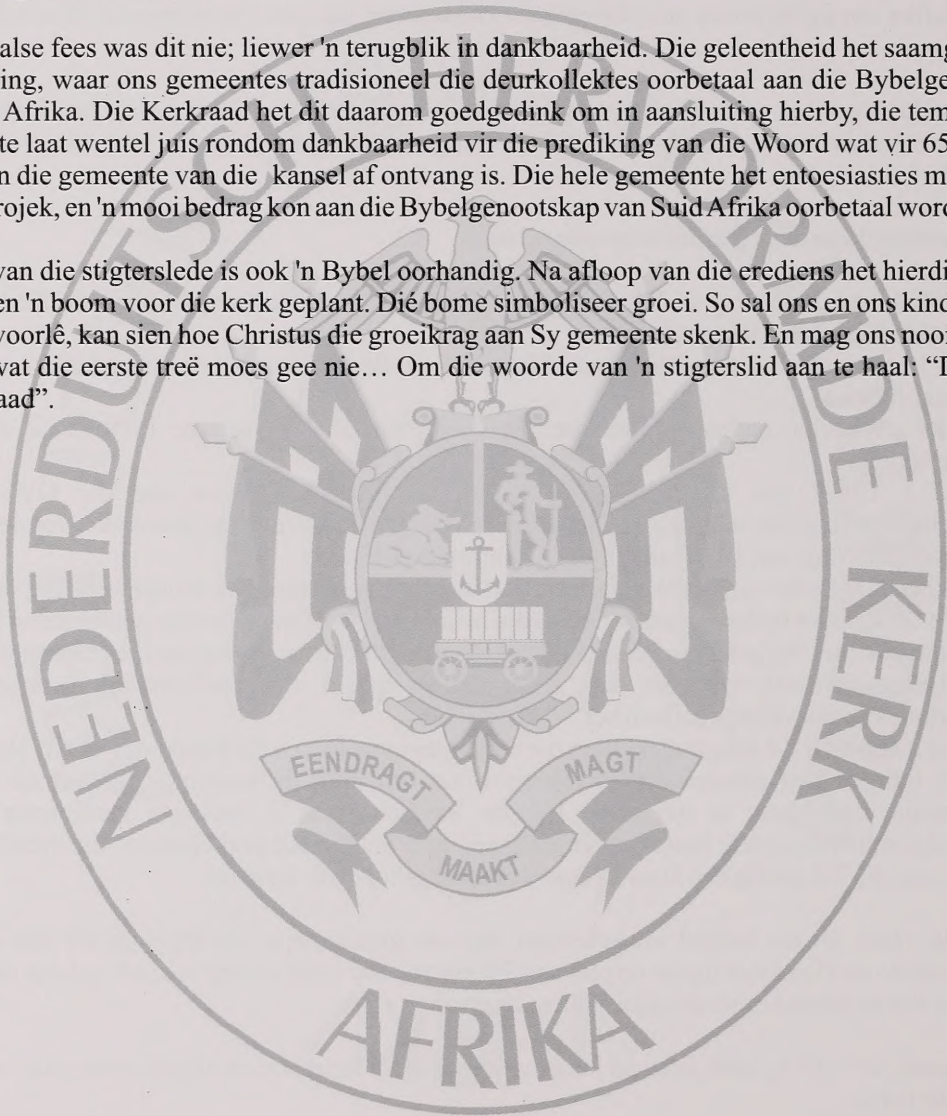 alse fees was dit nie; liewer 'n terugblik in dankbaarheid. Die geleentheid het saamg
ing, waar ons gemeentes tradisioneel die deurkollektes oorbetaal aan die Bybelge
Afrika. Die Kerkraad het dit daarom goedgedink om in aansluiting hierby, die tem
te laat wentel juis rondom dankbaarheid vir die prediking van die Woord wat vir 65
n die gemeente van die kansel af ontvang is. Die hele gemeente het entoesiasties m
rojek, en 'n mooi bedrag kon aan die Bybelgenootskap van Suid Afrika oorbetaal word
van die stigterslede is ook 'n Bybel oorhandig. Na afloop van die erediens het hierdi
en 'n boom voor die kerk geplant. Dié bome simboliseer groei. So sal ons en ons kind
voorlê, kan sien hoe Christus die groeikrag aan Sy gemeente skenk. En mag ons nooi
vat die eerste treë moes gee nie… Om die woorde van 'n stigterslid aan te haal: “D
aad”.
NEDERDUITSCH HERVORMDE KERK
EENDRAGT MAAKT MAGT
AFRIKA